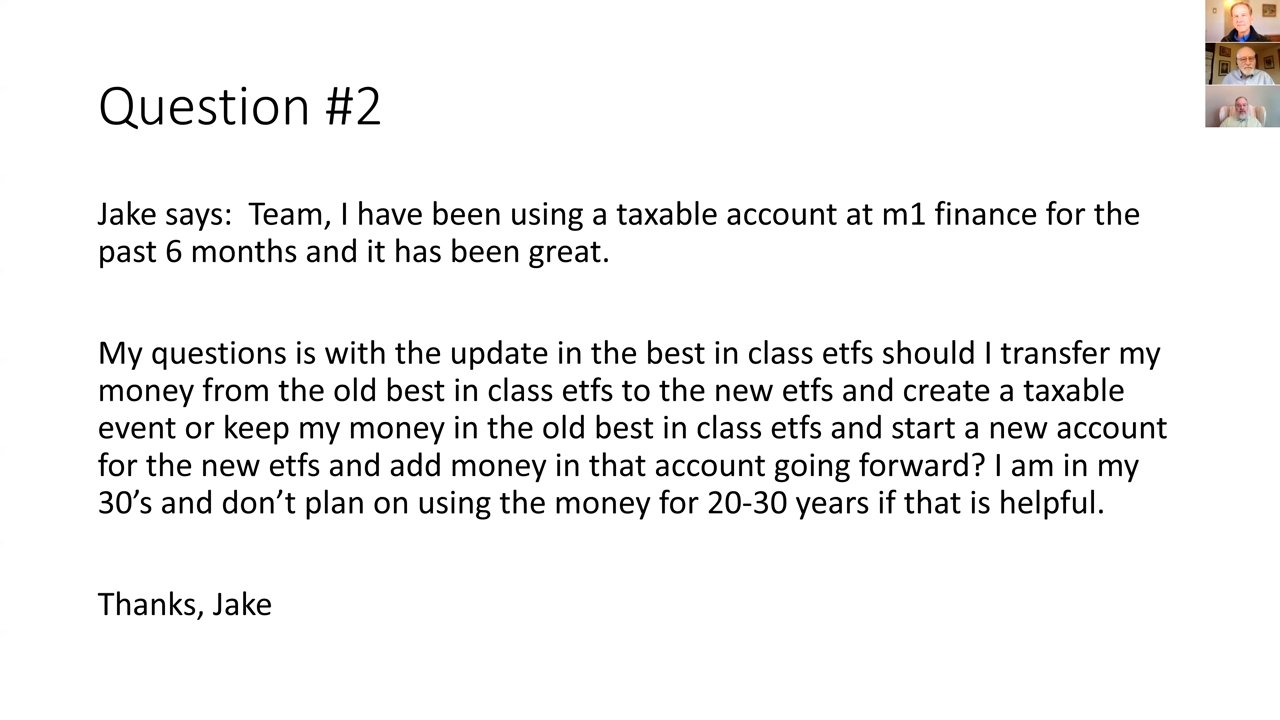 Question #2
Jake says:  Team, I have been using a taxable account at m1 finance for the
past 6 months and it has been great.
My questions is with the update in the best in class etfs should I transfer my
money from the old best in class etfs to the new etfs and create a taxable
event or keep my money in the old best in class etfs and start a new account
for the new etfs and add money in that account going forward? I am in my
30’s and don’t plan on using the money for 20-30 years if that is helpful.
Thanks, Jake